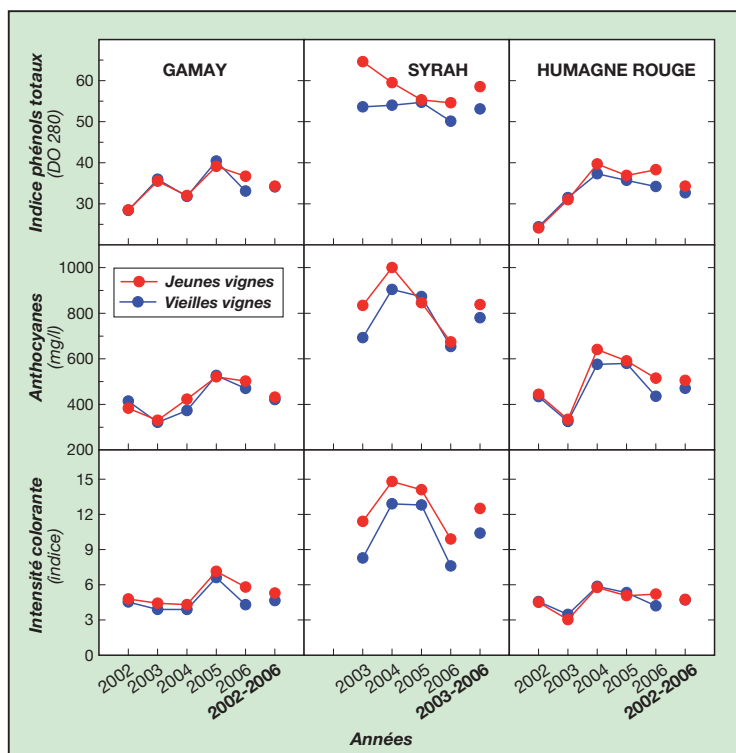 GAMAY
SYRAH
HUMAGNE ROUGE
Indice phénols totaux
(DO 280)
60
50
40
30
Jeunes vignes
Vieilles vignes
Anthocyanes
(mg/l)
1000
800
600
400
200
Intensité colorante
(indice)
15
12
9
6
3
0
2002
2003
2004
2005
2006
2002-2006
2003
2004
2005
2006
2003-2006
2002
2003
2004
2005
2006
2002-2006
Années